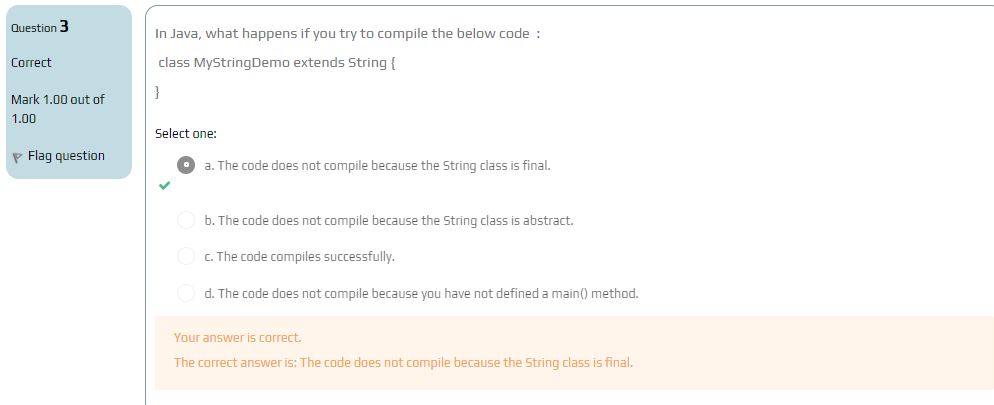 Question 3
Correct
Mark 1.00 out of
1.00
Flag question
In Java, what happens if you try to compile the below code :
class MyStringDemo extends String {
}
Select one:
a. The code does not compile because the String class is final.
b. The code does not compile because the String class is abstract.
c. The code compiles successfully.
d. The code does not compile because you have not defined a main() method.
Your answer is correct.
The correct answer is: The code does not compile because the String class is final.